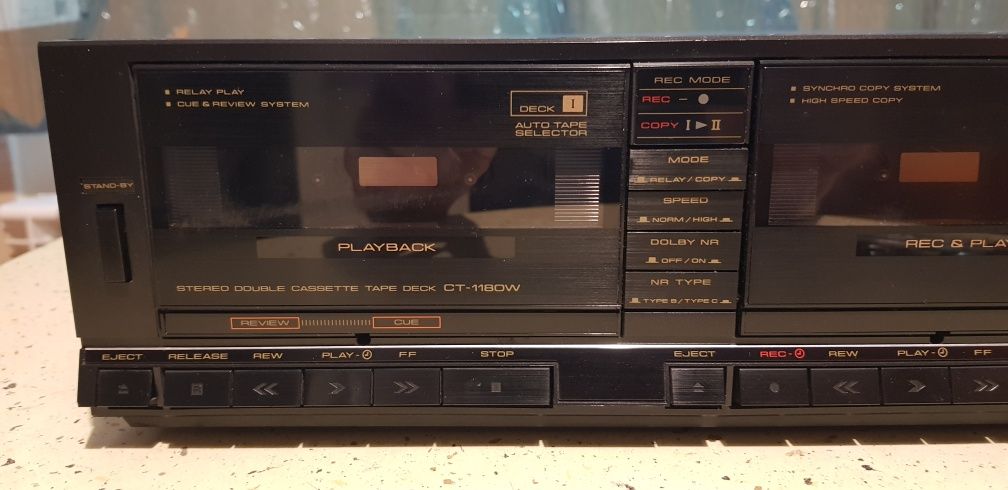 RELAY PLAY
CUE & REVIEW SYSTEM
DECK I
AUTO TAPE
SELECTOR
STAND-BY
PLAYBACK
STEREO DOUBLE CASSETTE TAPE DECK CT-1180W
REVIEW CUE
REC MODE
REC –
COPY I ▶ II
MODE
RELAY / COPY
SPEED
NORM / HIGH
DOLBY NR
OFF / ON
NR TYPE
TYPE B / TYPE C
SYNCHRO COPY SYSTEM
HIGH SPEED COPY
REC & PLA
EJECT RELEASE REW PLAY- FF STOP EJECT REC- REW PLAY- FF